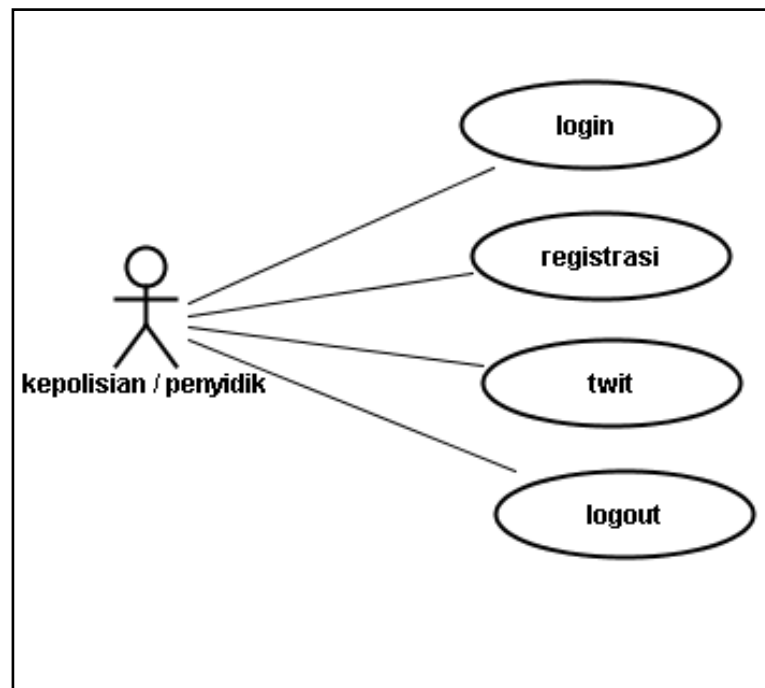 login
registrasi
kepolisian / penyidik
twit
logout